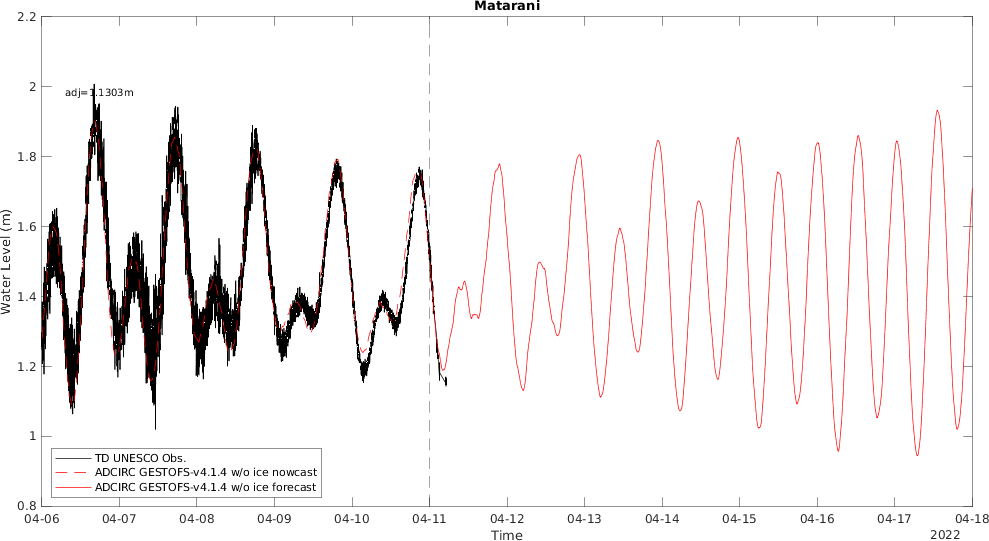 Matarani
2.2
2
1.8
1.6
1.4
1.2
1
0.8
Water Level (m)
adj=1.1303m
TD UNESCO Obs.
ADCIRC GESTOFS-v4.1.4 w/o ice nowcast
ADCIRC GESTOFS-v4.1.4 w/o ice forecast
04-06 04-07 04-08 04-09 04-10 04-11 04-12 04-13 04-14 04-15 04-16 04-17 04-18
Time
2022